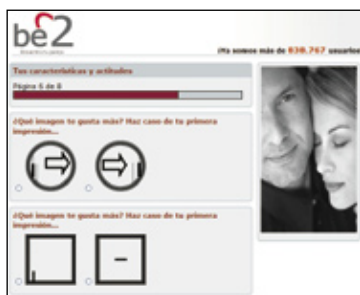 be2
¡Ya somos más de 838.767 usuarios
Tus características y actitudes
Página 6 de 8
¿Qué imagen te gusta más? Haz caso de tu primera
impresión...
¿Qué imagen te gusta más? Haz caso de tu primera
impresión...